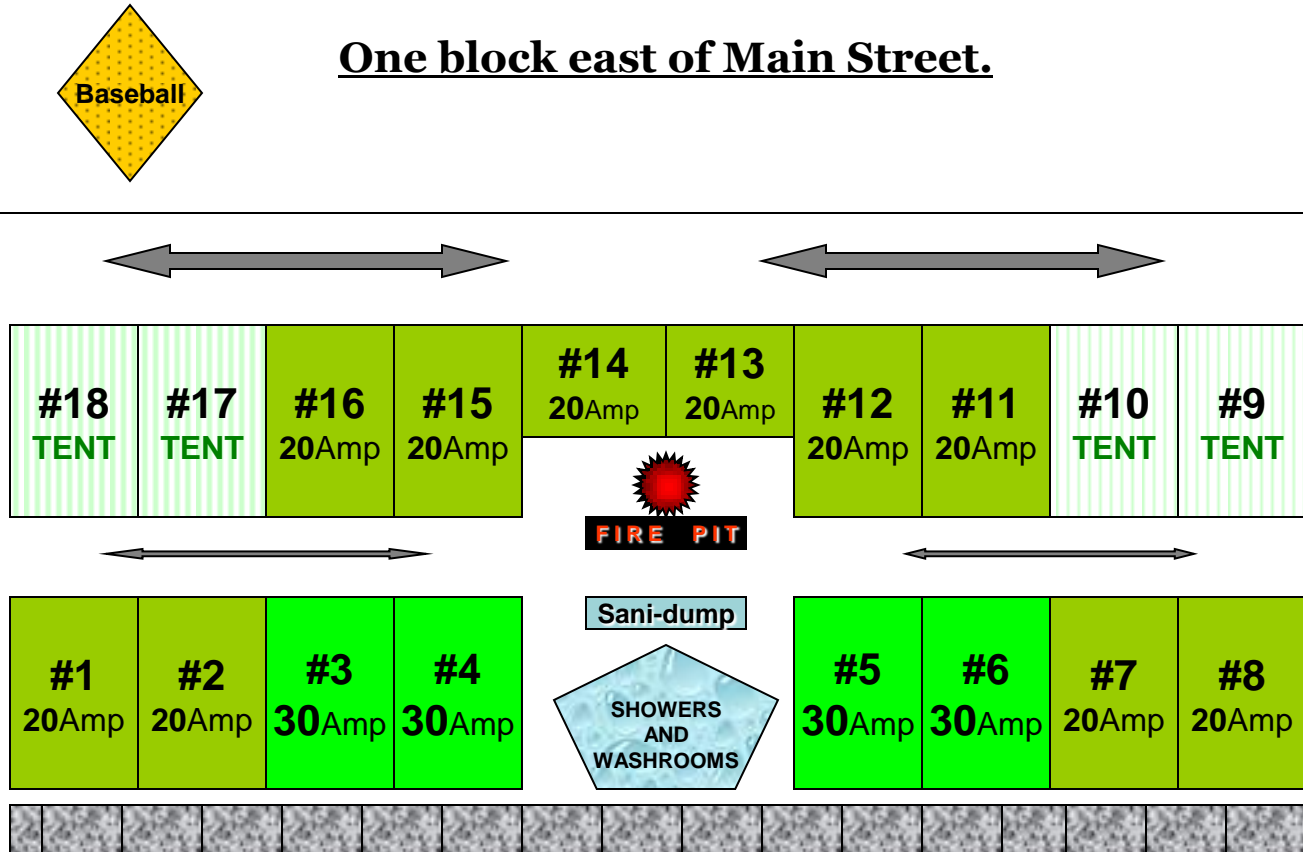 One block east of Main Street.
Baseball
#18
TENT
#17
TENT
#16
20Amp
#15
20Amp
#14
20Amp
#13
20Amp
#12
20Amp
#11
20Amp
#10
TENT
#9
TENT
FIRE PIT
#1
20Amp
#2
20Amp
#3
30Amp
#4
30Amp
Sani-dump
SHOWERS
AND
WASHROOMS
#5
30Amp
#6
30Amp
#7
20Amp
#8
20Amp